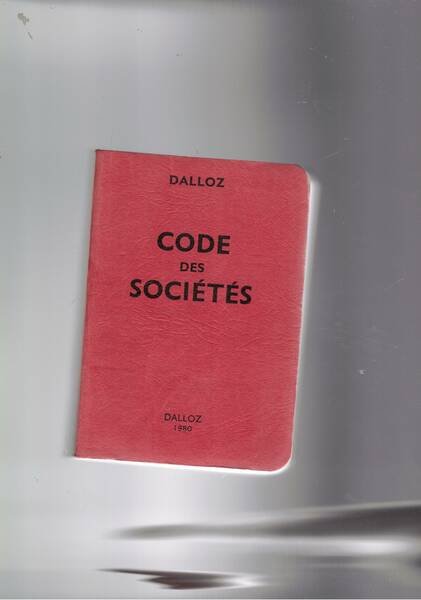 DALLOZ
CODE
DES
SOCIÉTÉS
DALLOZ
1980